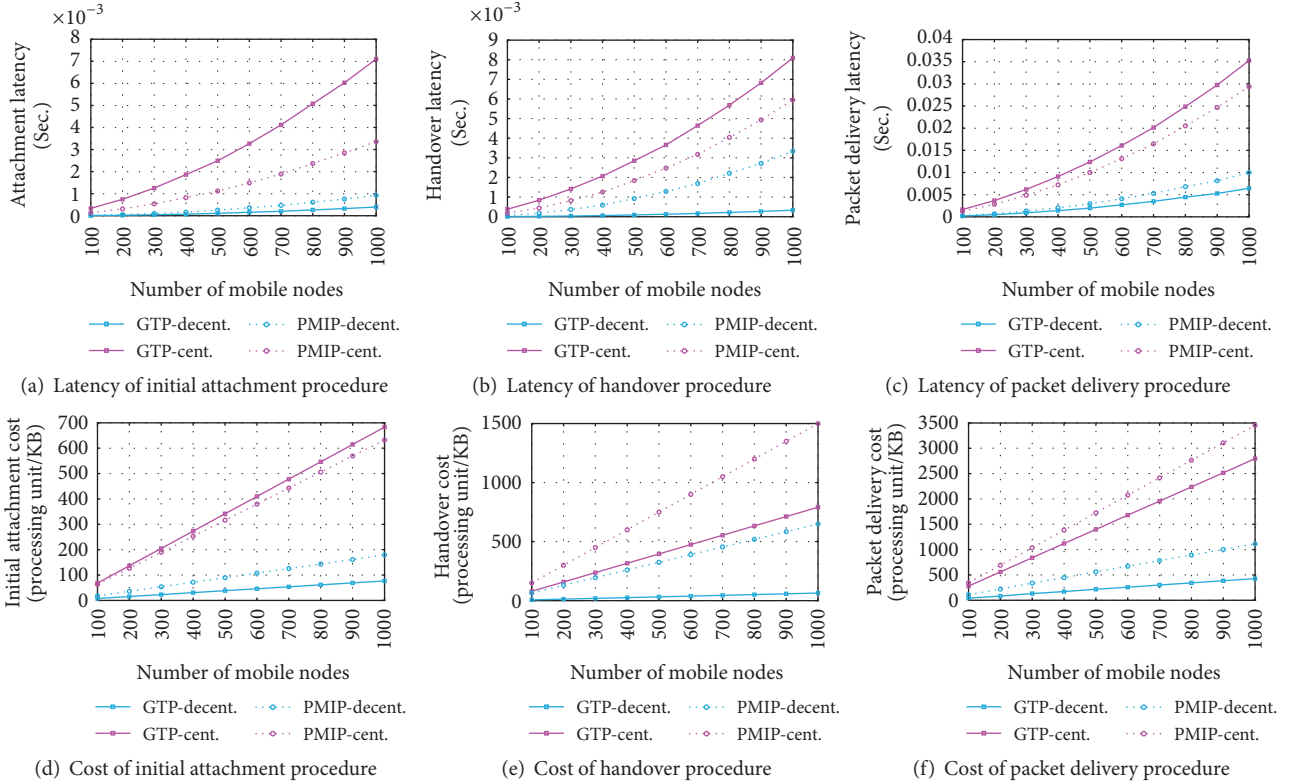 ×10⁻³
8
7
6
5
4
3
2
1
0
Attachment latency
(Sec.)
100
200
300
400
500
600
700
800
900
1000
Number of mobile nodes
GTP-decent.
GTP-cent.
PMIP-decent.
PMIP-cent.
(a) Latency of initial attachment procedure
×10⁻³
9
8
7
6
5
4
3
2
1
0
Handover latency
(Sec.)
100
200
300
400
500
600
700
800
900
1000
Number of mobile nodes
GTP-decent.
GTP-cent.
PMIP-decent.
PMIP-cent.
(b) Latency of handover procedure
0.04
0.035
0.03
0.025
0.02
0.015
0.01
0.005
0
Packet delivery latency
(Sec.)
100
200
300
400
500
600
700
800
900
1000
Number of mobile nodes
GTP-decent.
GTP-cent.
PMIP-decent.
PMIP-cent.
(c) Latency of packet delivery procedure
700
600
500
400
300
200
100
0
Initial attachment cost
(processing unit/KB)
100
200
300
400
500
600
700
800
900
1000
Number of mobile nodes
GTP-decent.
GTP-cent.
PMIP-decent.
PMIP-cent.
(d) Cost of initial attachment procedure
1500
1000
500
0
Handover cost
(processing unit/KB)
100
200
300
400
500
600
700
800
900
1000
Number of mobile nodes
GTP-decent.
GTP-cent.
PMIP-decent.
PMIP-cent.
(e) Cost of handover procedure
3500
3000
2500
2000
1500
1000
500
0
Packet delivery cost
(processing unit/KB)
100
200
300
400
500
600
700
800
900
1000
Number of mobile nodes
GTP-decent.
GTP-cent.
PMIP-decent.
PMIP-cent.
(f) Cost of packet delivery procedure